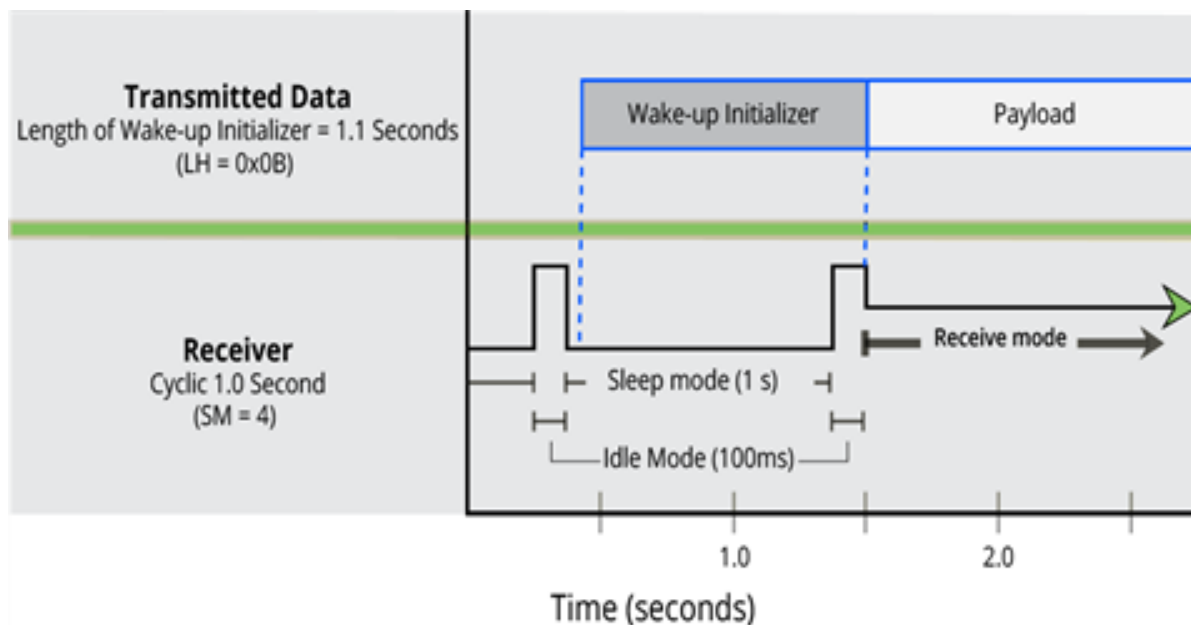 Transmitted Data
Length of Wake-up Initializer = 1.1 Seconds
(LH = 0x0B)
Wake-up Initializer
Payload
Receiver
Cyclic 1.0 Second
(SM = 4)
Receive mode
Sleep mode (1 s)
Idle Mode (100ms)
1.0
2.0
Time (seconds)